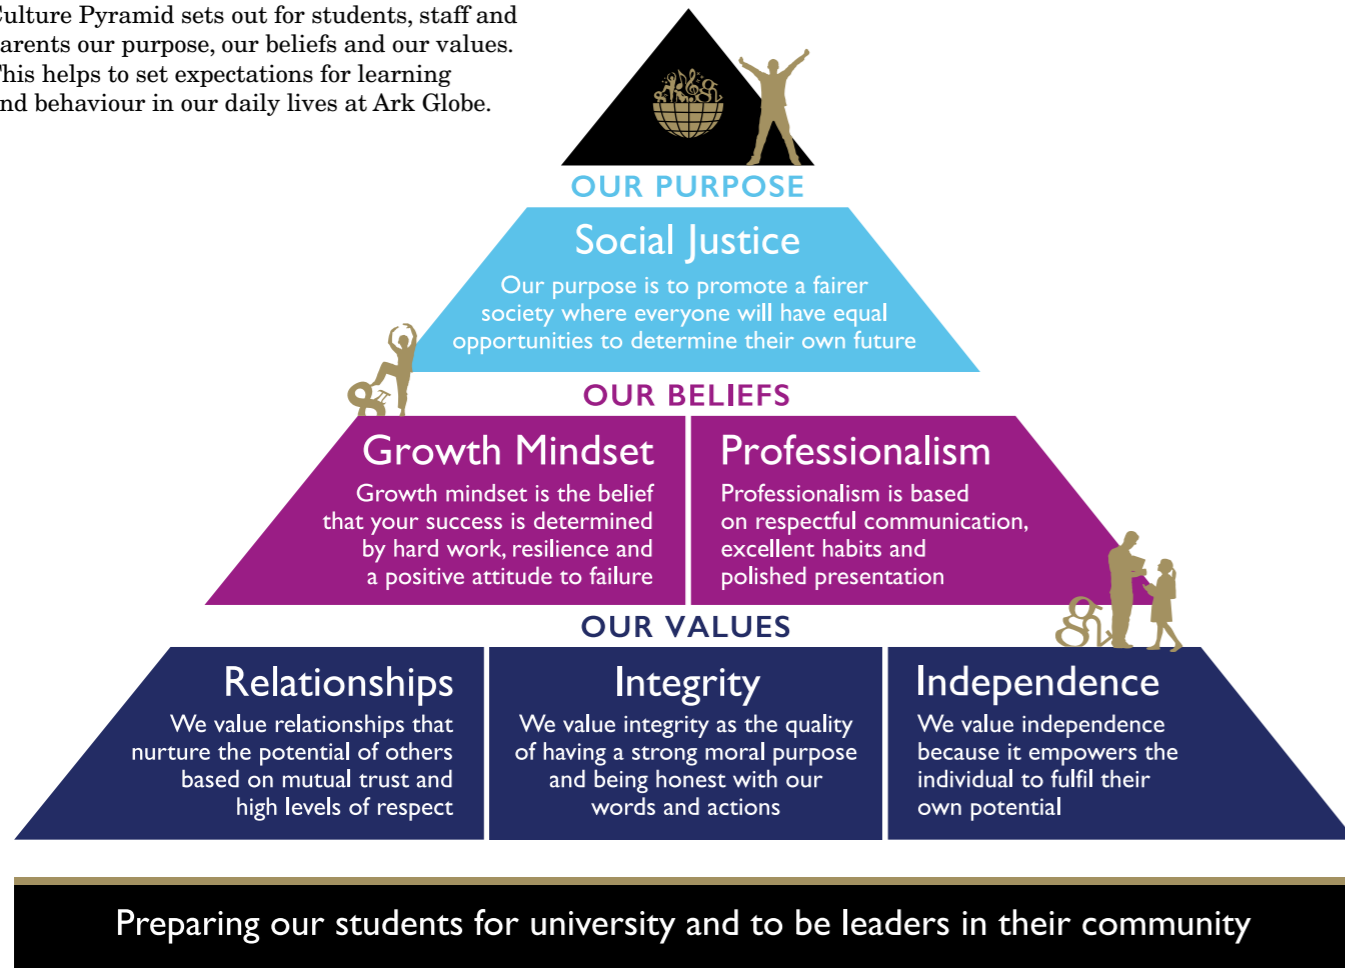 Culture Pyramid sets out for students, staff and
parents our purpose, our beliefs and our values.
This helps to set expectations for learning
and behaviour in our daily lives at Ark Globe.
OUR PURPOSE
Social Justice
Our purpose is to promote a fairer
society where everyone will have equal
opportunities to determine their own future
OUR BELIEFS
Growth Mindset
Growth mindset is the belief
that your success is determined
by hard work, resilience and
a positive attitude to failure
Professionalism
Professionalism is based
on respectful communication,
excellent habits and
polished presentation
OUR VALUES
Relationships
We value relationships that
nurture the potential of others
based on mutual trust and
high levels of respect
Integrity
We value integrity as the quality
of having a strong moral purpose
and being honest with our
words and actions
Independence
We value independence
because it empowers the
individual to fulfil their
own potential
Preparing our students for university and to be leaders in their community